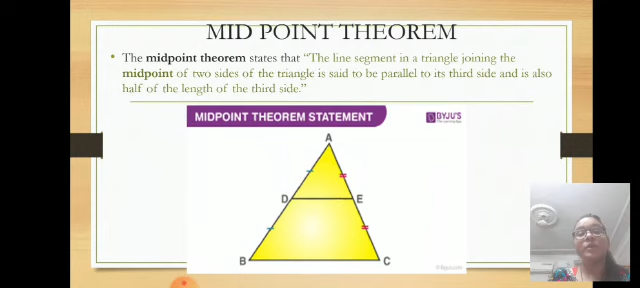 MID POINT THEOREM
• The midpoint theorem states that “The line segment in a triangle joining the
midpoint of two sides of the triangle is said to be parallel to its third side and is also
half of the length of the third side.”
MIDPOINT THEOREM STATEMENT
BYJU'S
A
D E
B C